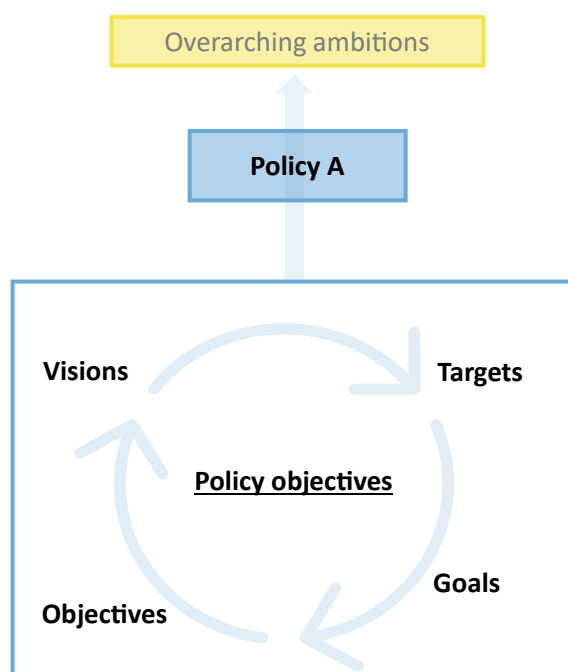 Overarching ambitions
Policy A
Visions
Targets
Policy objectives
Goals
Objectives